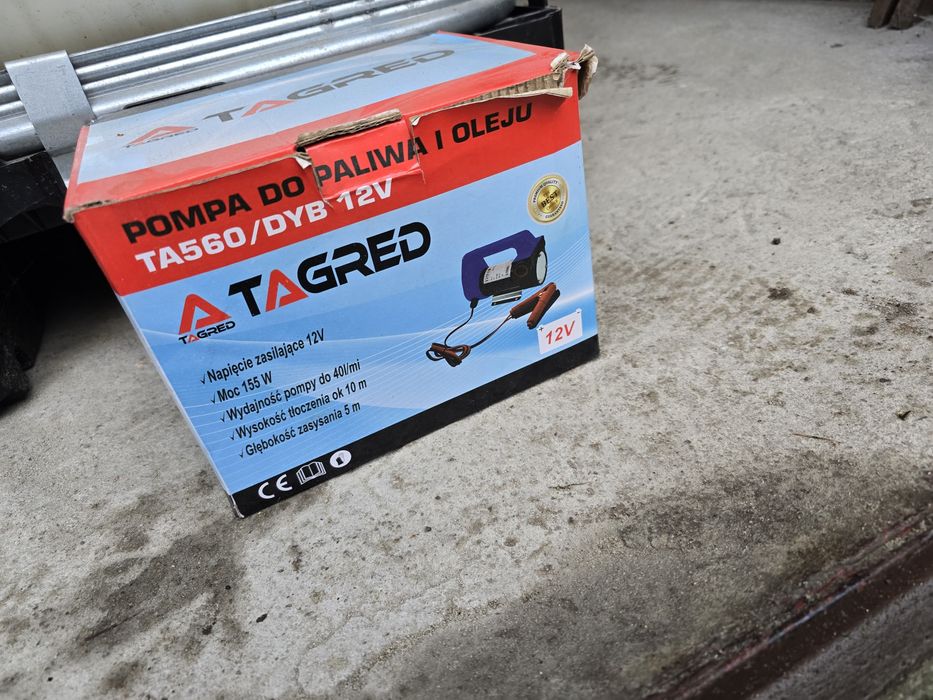 TAGRED
POMPA DO PALIWA I OLEJU
TA560/DYB 12V
TAGRED
TAGRED
BEST
12V
√Napięcie zasilające 12V
√Moc 155 W
√Wydajność pompy do 40l/mi
√Wysokość tłoczenia ok 10 m
√Głębokość zasysania 5 m
CE